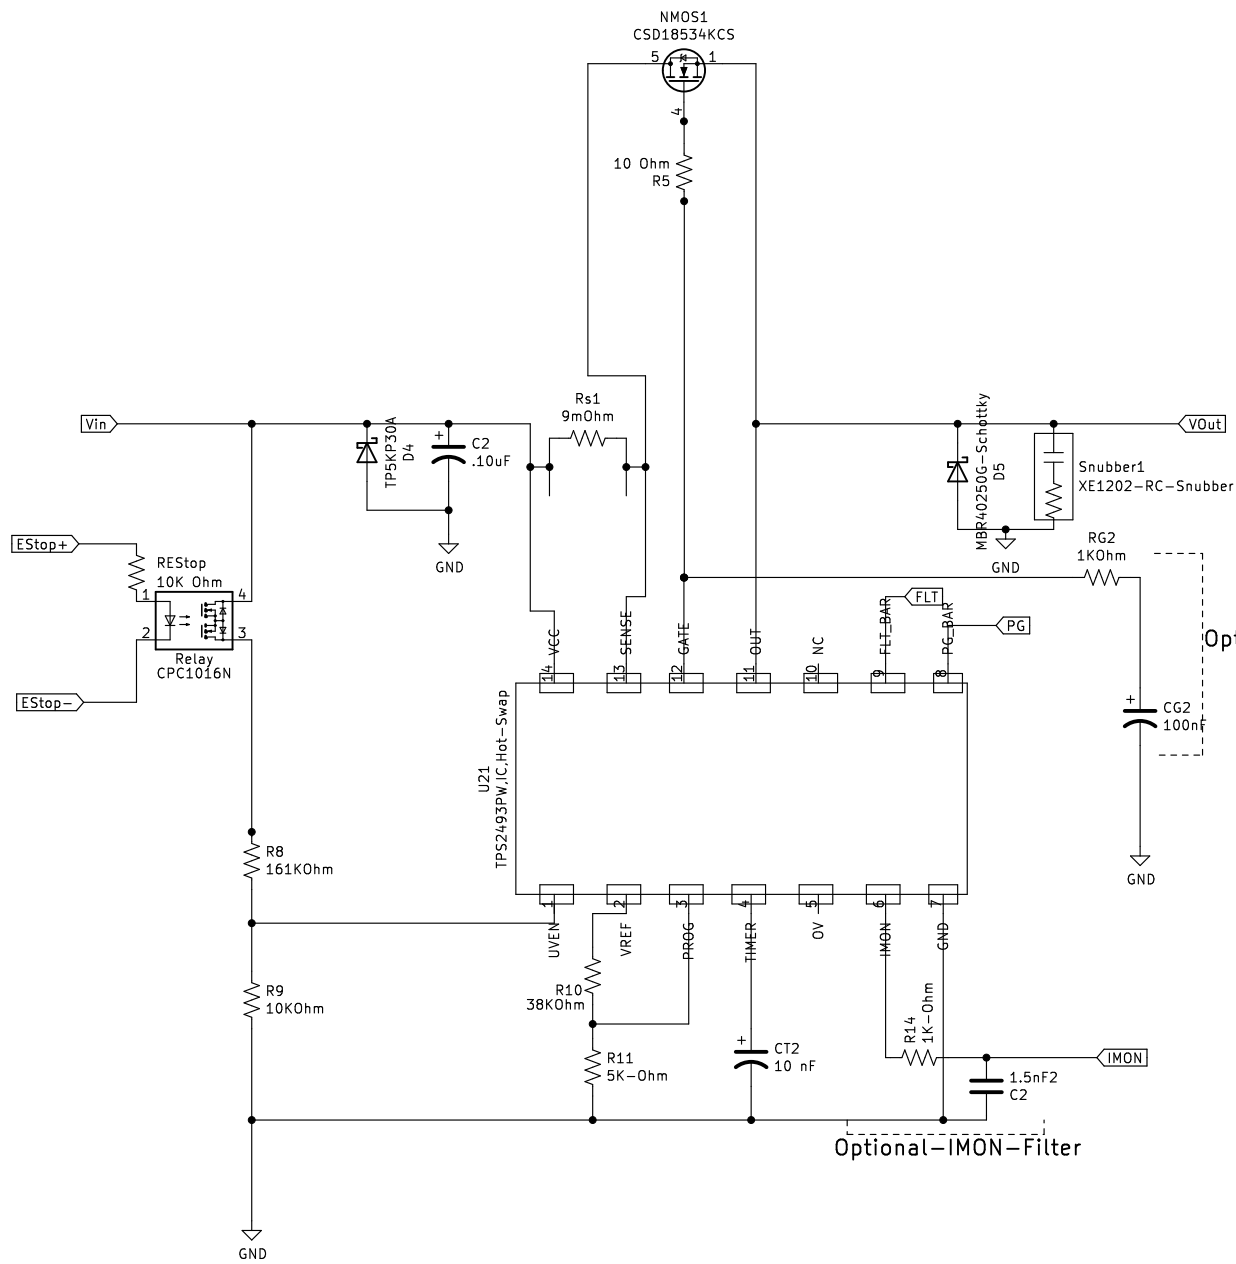 NMOS1
CSD18534KCS
5
1
4
10 Ohm
R5
Rs1
9mOhm
Vin
TP5KP30A
D4
+
C2
.10uF
GND
VOut
MBR40250G-Schottky
D5
Snubber1
XE1202-RC-Snubber
GND
EStop+
REStop
10K Ohm
1
4
2
3
Relay
CPC1016N
EStop-
RG2
1KOhm
FLT
PG
+
CG2
100nF
GND
VCC
SENSE
GATE
OUT
NC
FLT_BAR
PG_BAR
14
13
12
11
10
9
8
U21
TPS2493PW,IC,Hot-Swap
R8
161KOhm
1
2
3
4
5
6
7
UVEN
VREF
PROG
TIMER
OV
IMON
GND
R9
10KOhm
R10
38KOhm
R11
5K-Ohm
+
CT2
10 nF
R14
1K-Ohm
IMON
1.5nF2
C2
Optional-IMON-Filter
GND